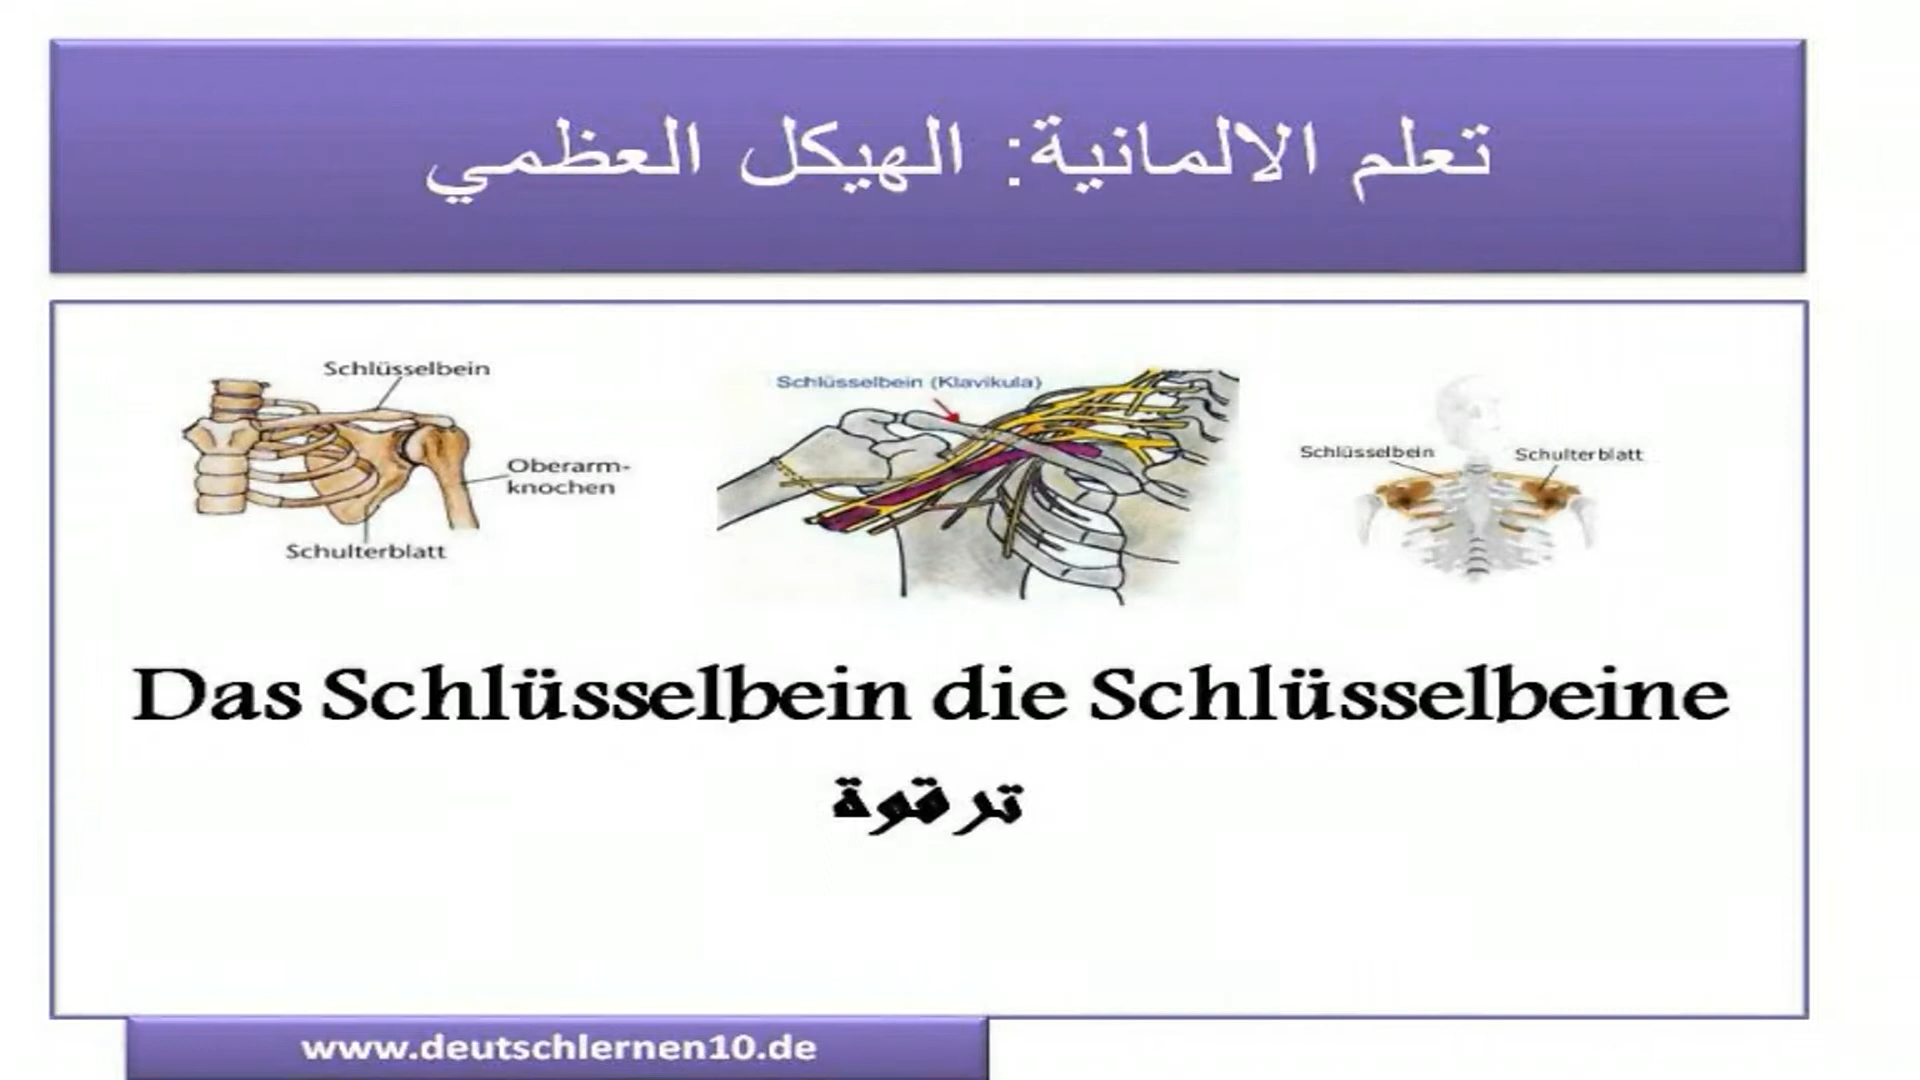 تعلم الالمانية: الهيكل العظمي
Schlüsselbein
Oberarm-
knochen
Schulterblatt
Schlüsselbein (Klavikula)
Schlüsselbein
Schulterblatt
Das Schlüsselbein die Schlüsselbeine
ترقوة
www.deutschlernen10.de